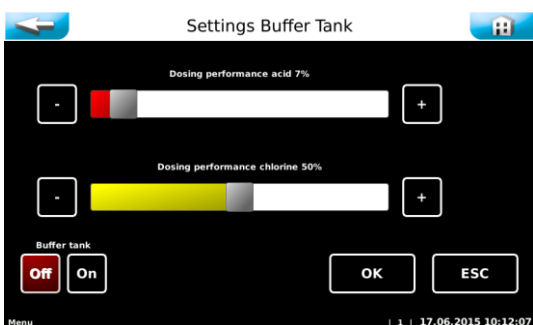 Settings Buffer Tank
Dosing performance acid 7%
- +
Dosing performance chlorine 50%
- +
Buffer tank
Off On OK ESC
Menu | 1 | 17.06.2015 10:12:07